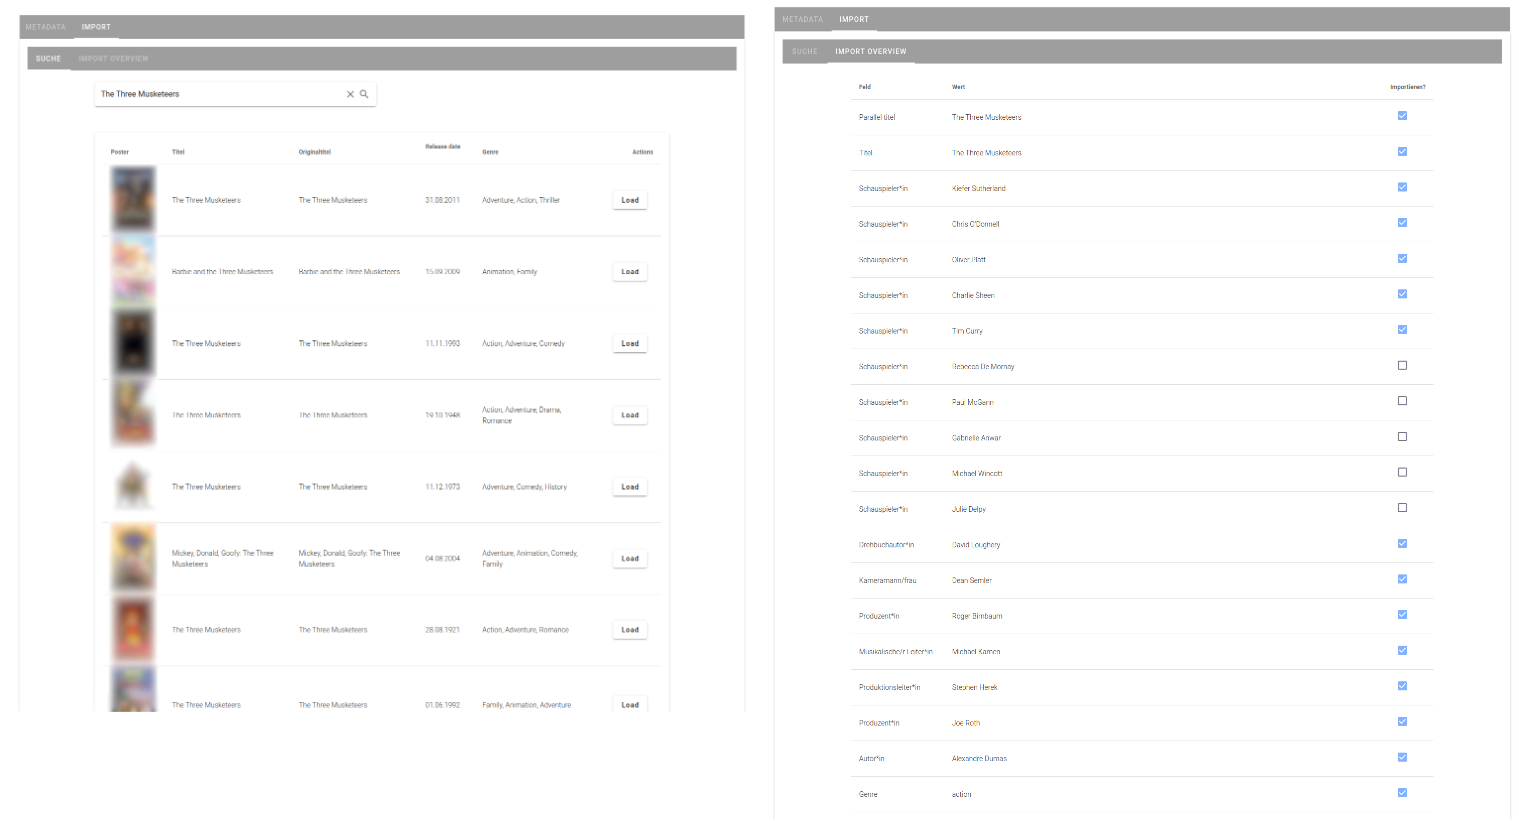 METADATA IMPORT
SUCHE IMPORT OVERVIEW
The Three Musketeers
Poster Titel Originaltitel Release date Genre Actions
The Three Musketeers The Three Musketeers 31.08.2011 Adventure, Action, Thriller Load
Barbie and the Three Musketeers Barbie and the Three Musketeers 15.09.2009 Animation, Family Load
The Three Musketeers The Three Musketeers 11.11.1993 Action, Adventure, Comedy Load
The Three Musketeers The Three Musketeers 19.10.1948 Action, Adventure, Drama, Load
Romance
The Three Musketeers The Three Musketeers 11.12.1973 Adventure, Comedy, History Load
Mickey, Donald, Goofy: The Three Mickey, Donald, Goofy: The Three 04.08.2004 Adventure, Animation, Comedy, Load
Musketeers Musketeers Family
The Three Musketeers The Three Musketeers 28.08.1921 Action, Adventure, Romance Load
The Three Musketeers The Three Musketeers 01.06.1992 Family, Animation, Adventure Load
METADATA IMPORT
SUCHE IMPORT OVERVIEW
Feld Wert Importieren?
Paralleltitel The Three Musketeers
Titel The Three Musketeers
Schauspieler*in Kiefer Sutherland
Schauspieler*in Chris O'Donnell
Schauspieler*in Oliver Platt
Schauspieler*in Charlie Sheen
Schauspieler*in Tim Curry
Schauspieler*in Rebecca De Mornay
Schauspieler*in Paul McGann
Schauspieler*in Gabrielle Anwar
Schauspieler*in Michael Wincott
Schauspieler*in Julie Delpy
Drehbuchautor*in David Loughery
Kameramann/frau Dean Semler
Produzent*in Roger Birnbaum
Musikalische/r Leiter*in Michael Kamen
Produktionsleiter*in Stephen Herek
Produzent*in Joe Roth
Autor*in Alexandre Dumas
Genre action